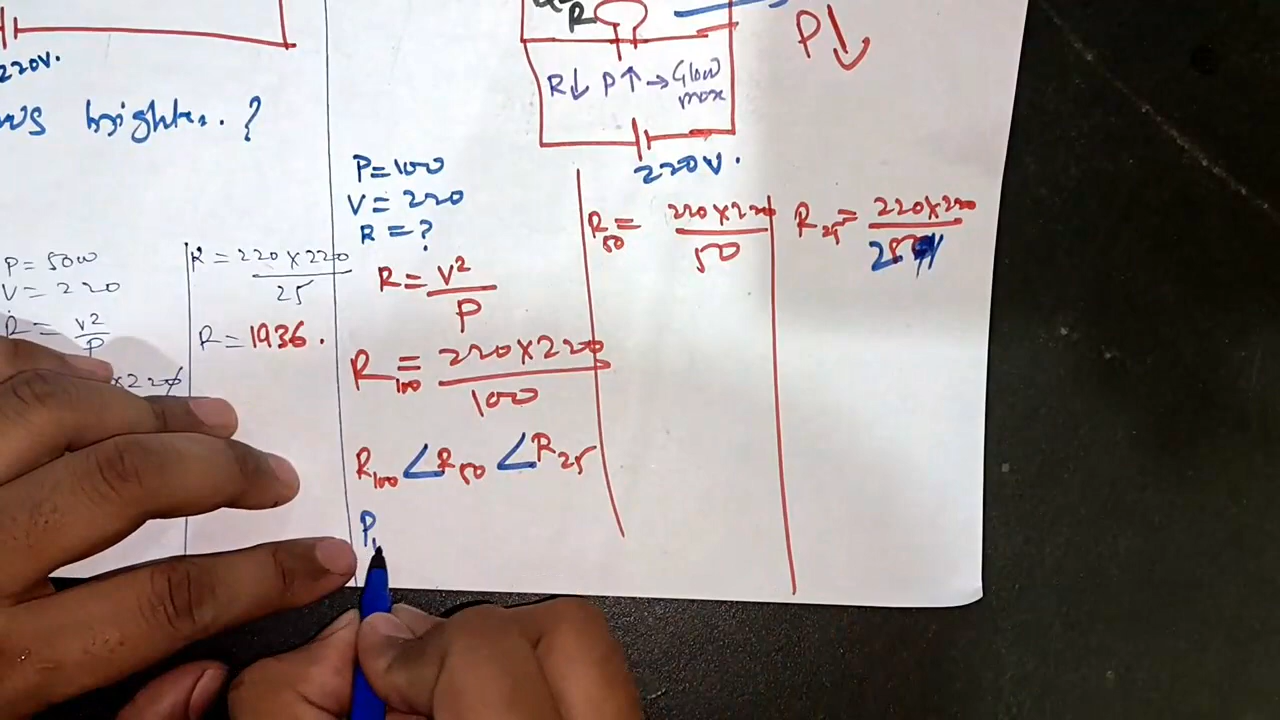 220V.
brighter.?
P = 50W
V = 220
R = V²/P
×220
R = 220×220/25
R = 1936.
R
R↓ P↑ → Glow
max
220V.
P↓
P=100
V = 220
R = ?
R = V²/P
R₁₀₀ = 220×220/100
R₁₀₀ < R₅₀ < R₂₅
P
R₅₀ = 220×220/50
R₂₅ = 220×220/25